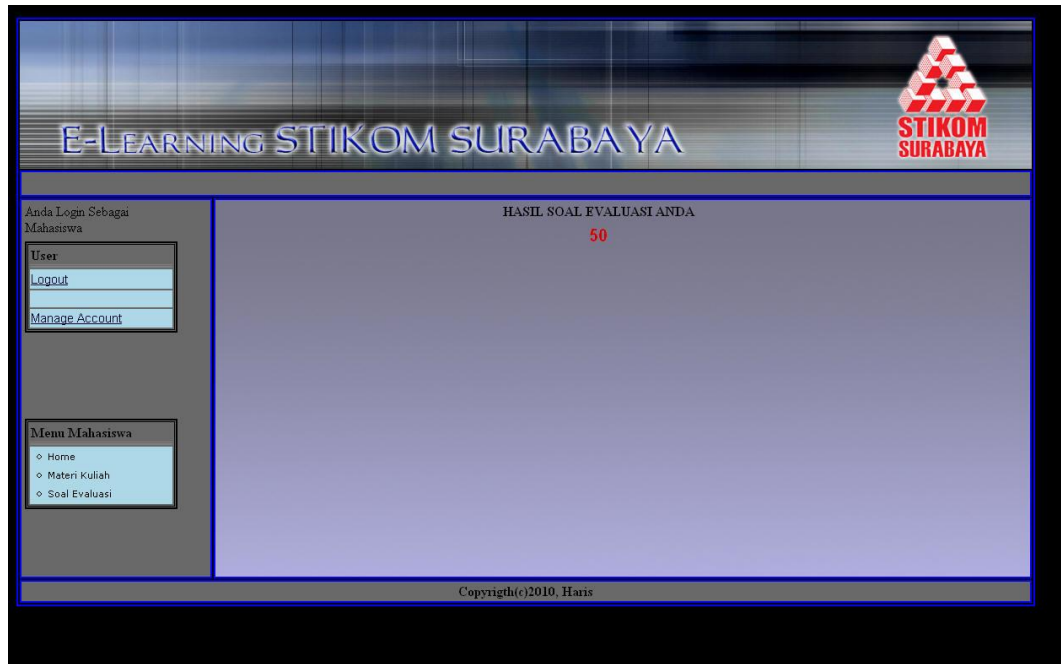 E-LEARNING STIKOM SURABAYA
STIKOM
SURABAYA
Anda Login Sebagai
Mahasiswa
User
Logout
Manage Account
Menu Mahasiswa
Home
Materi Kuliah
Soal Evaluasi
HASIL SOAL EVALUASI ANDA
50
Copyrigth(c)2010, Haris